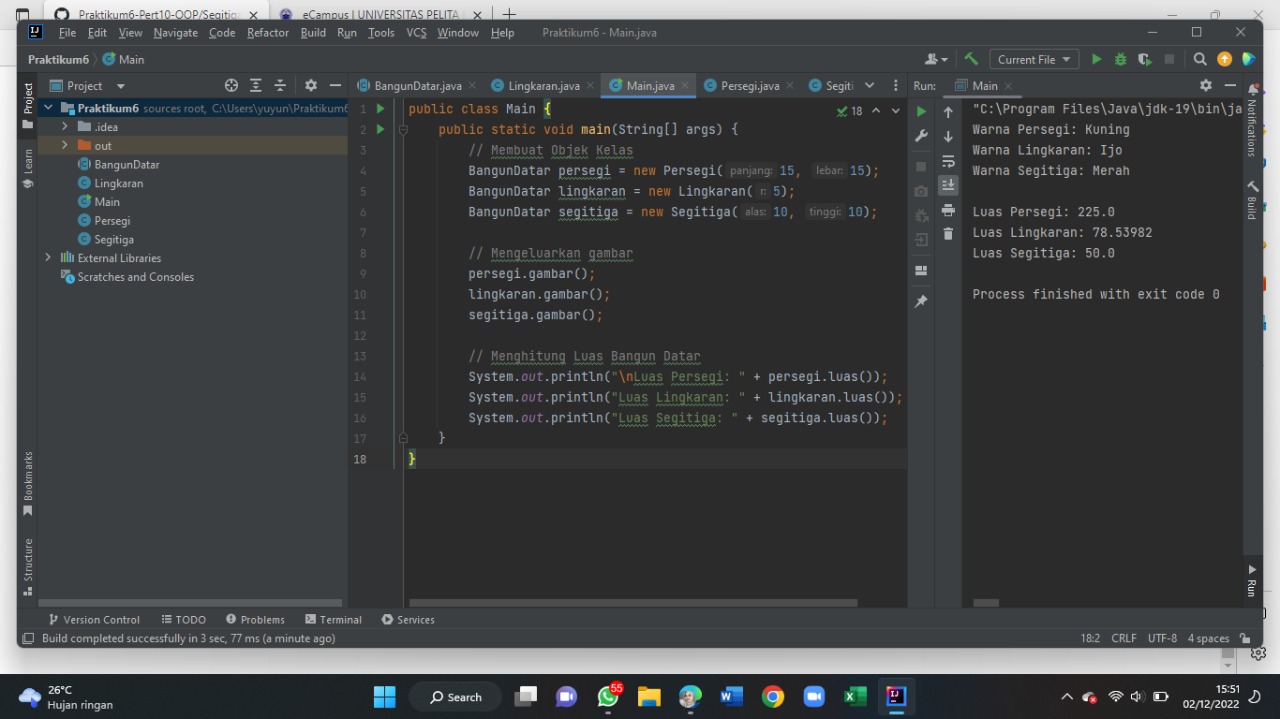 Praktikum6-Pert10-OOP/Segitiga
eCampus | UNIVERSITAS PELITA
File Edit View Navigate Code Refactor Build Run Tools VCS Window Help Praktikum6 - Main.java
Praktikum6 Main
Current File
Project
BangunDatar.java Lingkaran.java Main.java Persegi.java Segiti
Run: Main
Praktikum6 sources root, C:\Users\yuyun\Praktikum6
.idea
out
BangunDatar
Lingkaran
Main
Persegi
Segitiga
External Libraries
Scratches and Consoles
Project
Learn
Bookmarks
Structure
18
1 public class Main {
2 public static void main(String[] args) {
3 // Membuat Objek Kelas
4 BangunDatar persegi = new Persegi( panjang: 15, lebar: 15);
5 BangunDatar lingkaran = new Lingkaran( r: 5);
6 BangunDatar segitiga = new Segitiga( alas: 10, tinggi: 10);
7
8 // Mengeluarkan gambar
9 persegi.gambar();
10 lingkaran.gambar();
11 segitiga.gambar();
12
13 // Menghitung Luas Bangun Datar
14 System.out.println("\nLuas Persegi: " + persegi.luas());
15 System.out.println("Luas Lingkaran: " + lingkaran.luas());
16 System.out.println("Luas Segitiga: " + segitiga.luas());
17 }
18 }
"C:\Program Files\Java\jdk-19\bin\ja
Warna Persegi: Kuning
Warna Lingkaran: Ijo
Warna Segitiga: Merah
Luas Persegi: 225.0
Luas Lingkaran: 78.53982
Luas Segitiga: 50.0
Process finished with exit code 0
Notifications
Build
Run
Version Control TODO Problems Terminal Services
Build completed successfully in 3 sec, 77 ms (a minute ago)
18:2 CRLF UTF-8 4 spaces
26°C
Hujan ringan
Search
55
15:51
02/12/2022